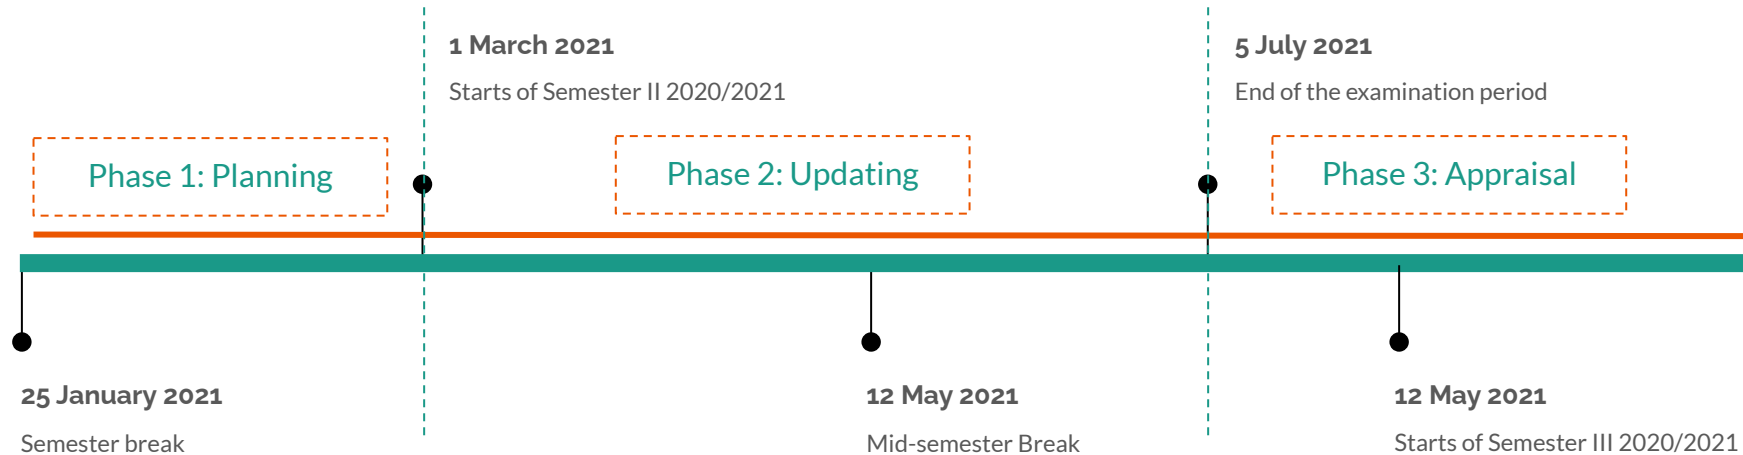 1 March 2021
Starts of Semester II 2020/2021
5 July 2021
End of the examination period
Phase 1: Planning
Phase 2: Updating
Phase 3: Appraisal
25 January 2021
Semester break
12 May 2021
Mid-semester Break
12 May 2021
Starts of Semester III 2020/2021